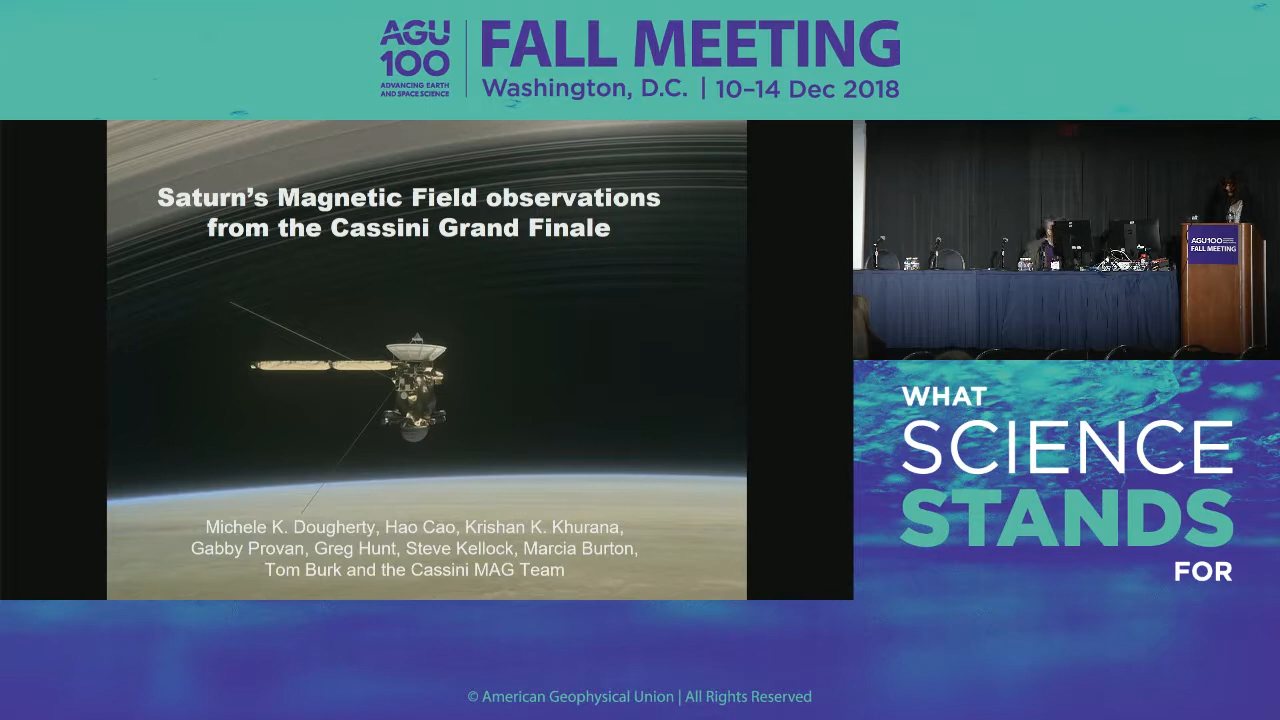 AGU
100
ADVANCING EARTH
AND SPACE SCIENCE
FALL MEETING
Washington, D.C. | 10–14 Dec 2018
Saturn's Magnetic Field observations
from the Cassini Grand Finale
Michele K. Dougherty, Hao Cao, Krishan K. Khurana,
Gabby Provan, Greg Hunt, Steve Kellock, Marcia Burton,
Tom Burk and the Cassini MAG Team
AGU100
FALL MEETING
WHAT
SCIENCE
STANDS
FOR
© American Geophysical Union | All Rights Reserved